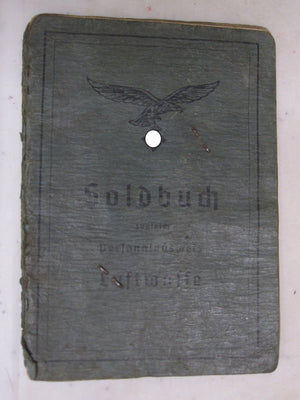 Soldbuch
zugleich
Personalausweis
Luftwaffe